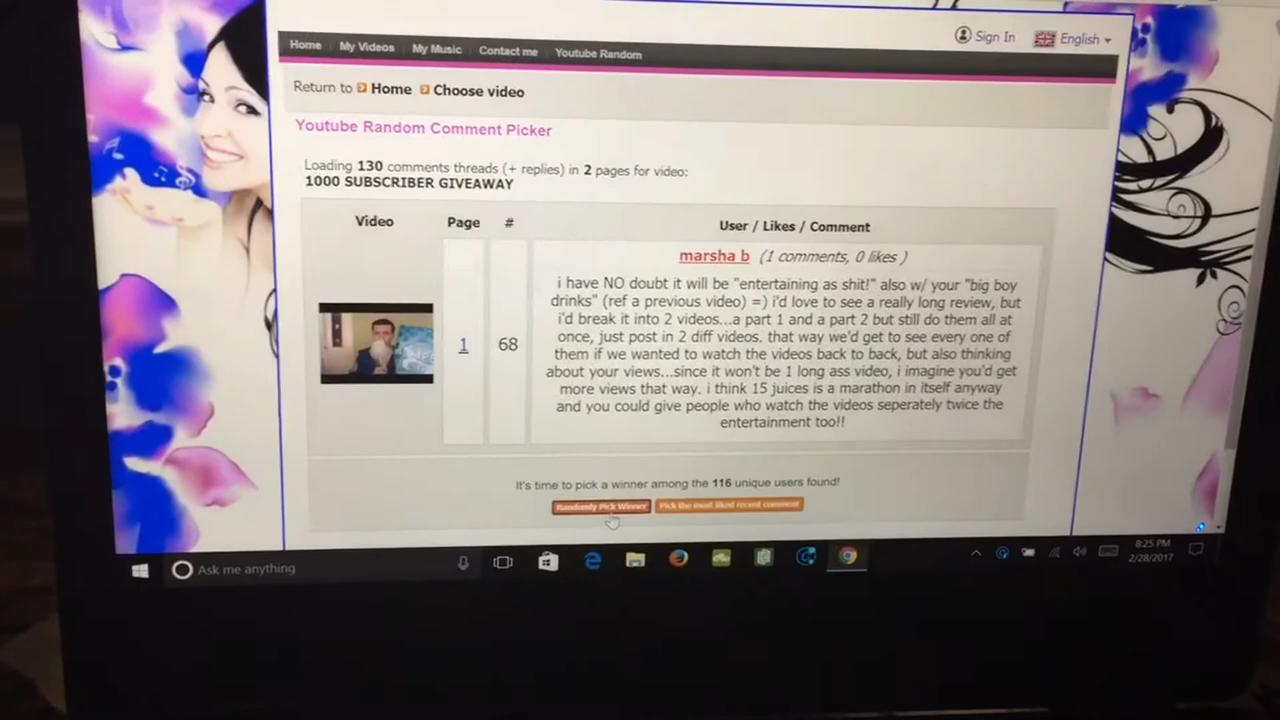 Sign In English
Home My Videos My Music Contact me Youtube Random
Return to Home Choose video
Youtube Random Comment Picker
Loading 130 comments threads (+ replies) in 2 pages for video:
1000 SUBSCRIBER GIVEAWAY
Video Page # User / Likes / Comment
marsha b (1 comments, 0 likes )
i have NO doubt it will be "entertaining as shit!" also w/ your "big boy
drinks" (ref a previous video) =) i'd love to see a really long review, but
i'd break it into 2 videos...a part 1 and a part 2 but still do them all at
once, just post in 2 diff videos. that way we'd get to see every one of
them if we wanted to watch the videos back to back, but also thinking
about your views...since it won't be 1 long ass video, i imagine you'd get
more views that way. i think 15 juices is a marathon in itself anyway
and you could give people who watch the videos seperately twice the
entertainment too!!
1 68
It's time to pick a winner among the 116 unique users found!
Randomly Pick Winner Pick the most liked recent comment
Ask me anything
8:25 PM
2/28/2017